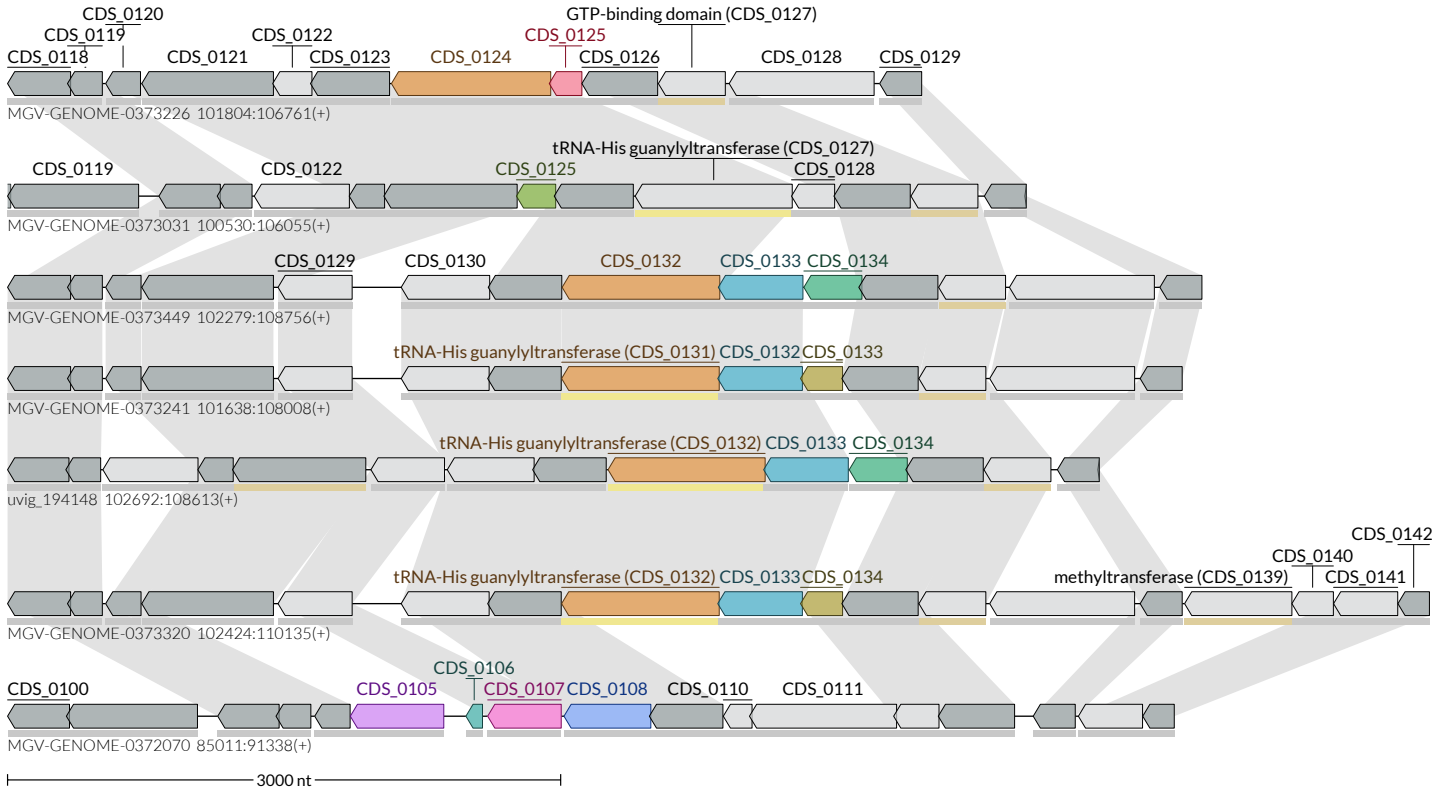 CDS_0120
GTP-binding domain (CDS_0127)
CDS_0119
CDS_0122
CDS_0125
CDS_0118
CDS_0121
CDS_0123
CDS_0124
CDS_0126
CDS_0128
CDS_0129
MGV-GENOME-0373226 101804:106761(+)
tRNA-His guanylyltransferase (CDS_0127)
CDS_0119
CDS_0122
CDS_0125
CDS_0128
MGV-GENOME-0373031 100530:106055(+)
CDS_0129
CDS_0130
CDS_0132
CDS_0133
CDS_0134
MGV-GENOME-0373449 102279:108756(+)
tRNA-His guanylyltransferase (CDS_0131)
CDS_0132
CDS_0133
MGV-GENOME-0373241 101638:108008(+)
tRNA-His guanylyltransferase (CDS_0132)
CDS_0133
CDS_0134
uvig_194148 102692:108613(+)
CDS_0142
CDS_0140
tRNA-His guanylyltransferase (CDS_0132)
CDS_0133
CDS_0134
methyltransferase (CDS_0139)
CDS_0141
MGV-GENOME-0373320 102424:110135(+)
CDS_0106
CDS_0100
CDS_0105
CDS_0107
CDS_0108
CDS_0110
CDS_0111
MGV-GENOME-0372070 85011:91338(+)
3000 nt